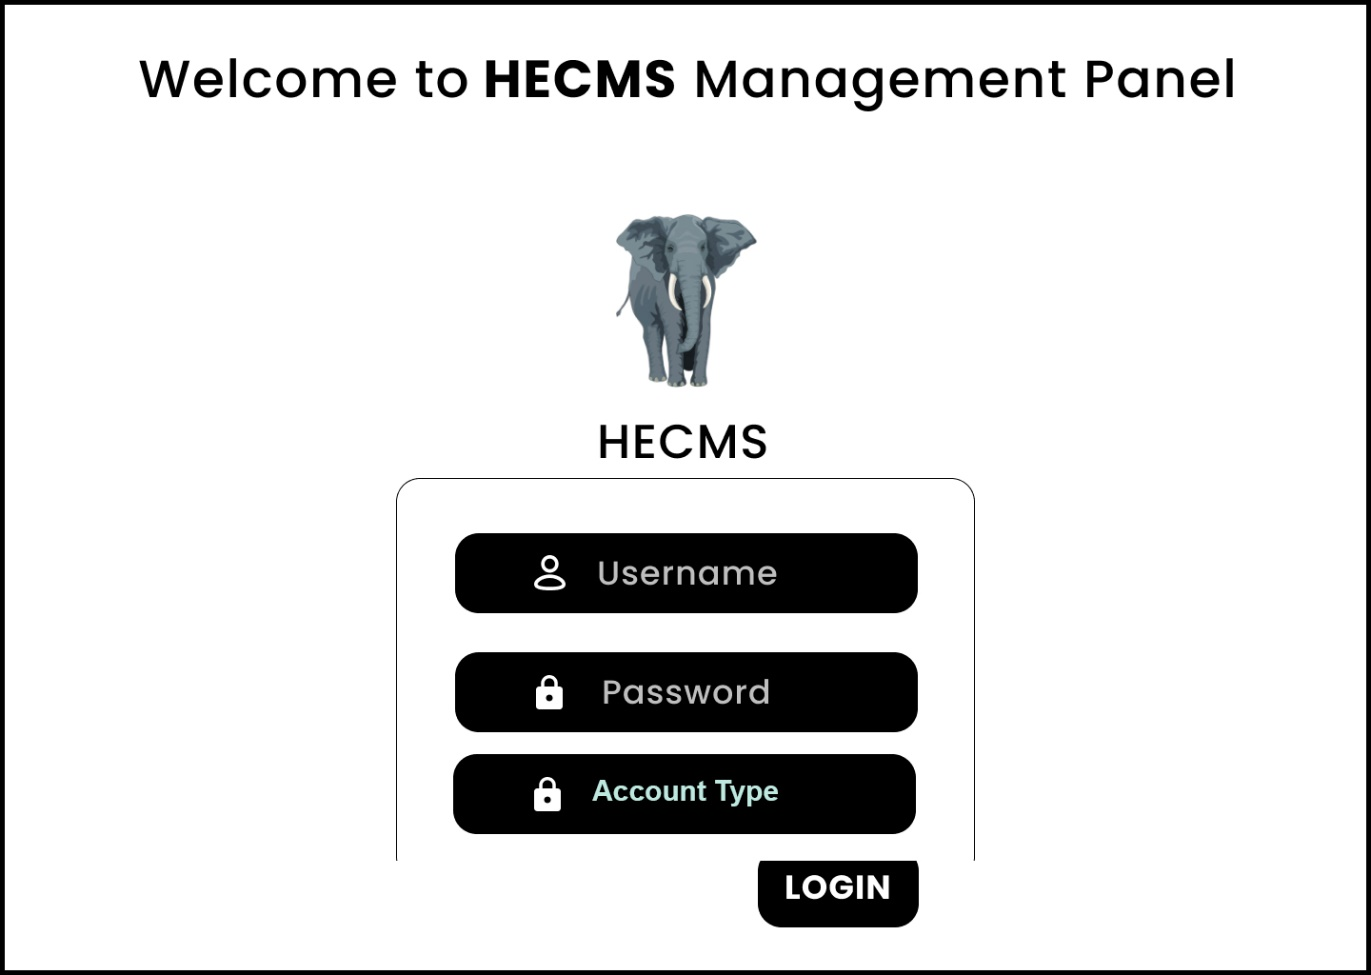 Welcome to HECMS Management Panel
HECMS
Username
Password
Account Type
LOGIN